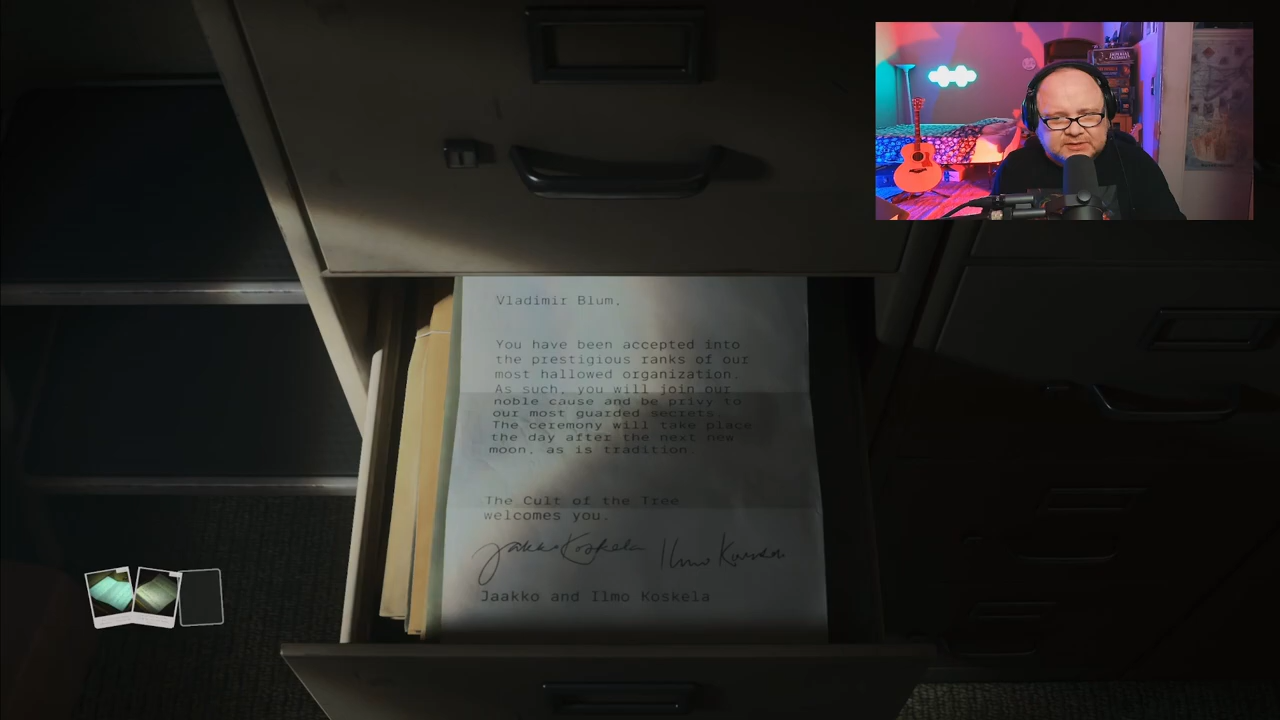 Vladimir Blum,
You have been accepted into
the prestigious ranks of our
most hallowed organization.
As such, you will join our
noble cause and be privy to
our most guarded secrets.
The ceremony will take place
the day after the next new
moon, as is tradition.
The Cult of the Tree
welcomes you.
Jaakko Koskela Ilmo Koskela
Jaakko and Ilmo Koskela